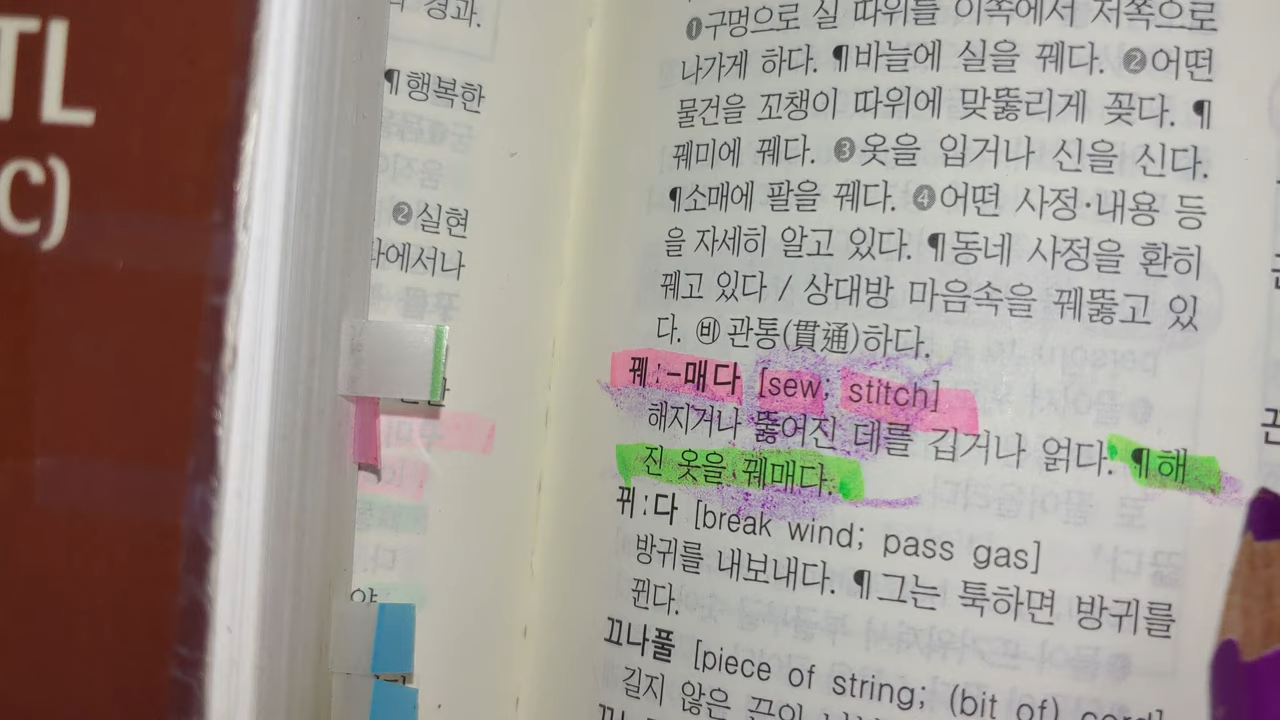 TL
C)
경과.
¶행복한
❷실현
에서나
❶구멍으로 실 따위를 이쪽에서 저쪽으로
나가게 하다. ¶바늘에 실을 꿰다. ❷어떤
물건을 꼬챙이 따위에 맞뚫리게 꽂다. ¶
꿰미에 꿰다. ❸옷을 입거나 신을 신다.
¶소매에 팔을 꿰다. ❹어떤 사정·내용 등
을 자세히 알고 있다. ¶동네 사정을 환히
꿰고 있다 / 상대방 마음속을 꿰뚫고 있
다. ㉥관통(貫通)하다.
꿰:-매다 [sew; stitch]
해지거나 뚫어진 데를 깁거나 얽다. ¶해
진 옷을 꿰매다.
뀌:다 [break wind; pass gas]
방귀를 내보내다. ¶그는 툭하면 방귀를
뀐다.
끄나풀 [piece of string; (bit of) cord]
길지 않은 끈의